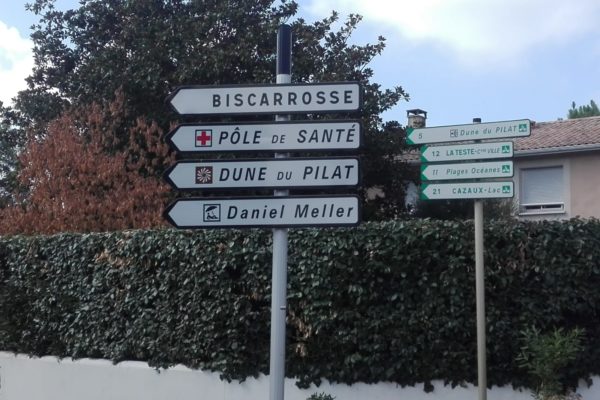 BISCARROSSE
PÔLE DE SANTÉ
DUNE DU PILAT
Daniel Meller
5 Dune du PILAT
12 LA TESTE-Ctre VILLE
11 Plages Océanes
21 CAZAUX-Lac